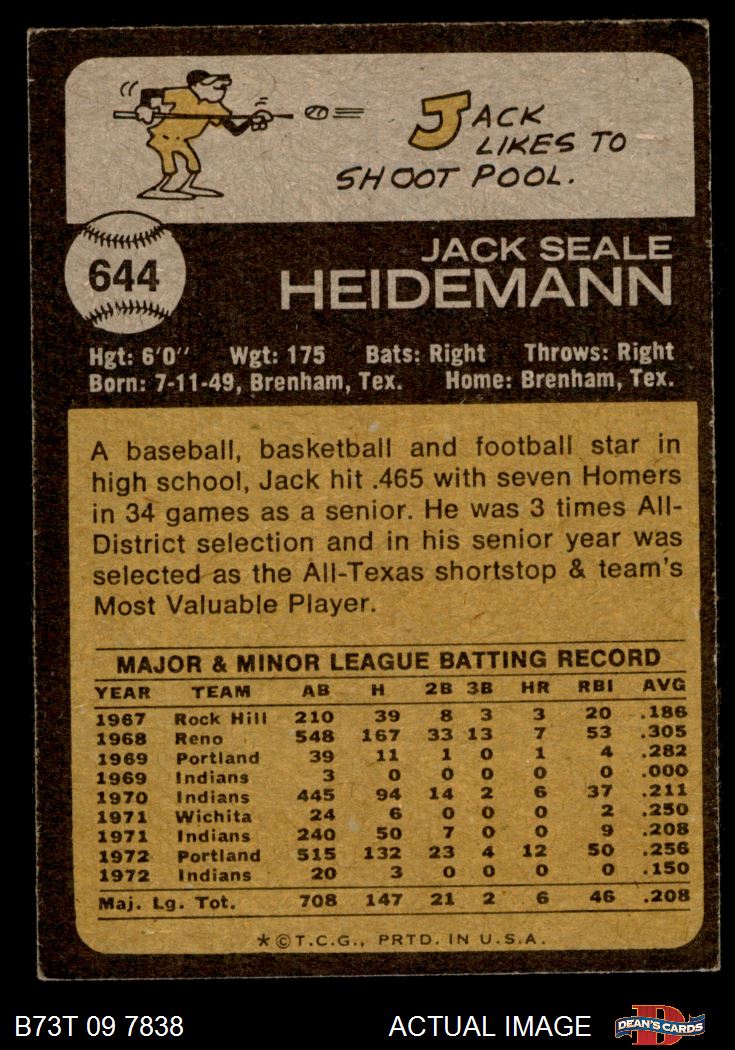 JACK
LIKES TO
SHOOT POOL.
644
JACK SEALE
HEIDEMANN
Hgt: 6'0'' Wgt: 175 Bats: Right Throws: Right
Born: 7-11-49, Brenham, Tex. Home: Brenham, Tex.
A baseball, basketball and football star in
high school, Jack hit .465 with seven Homers
in 34 games as a senior. He was 3 times All-
District selection and in his senior year was
selected as the All-Texas shortstop & team's
Most Valuable Player.
MAJOR & MINOR LEAGUE BATTING RECORD
YEAR TEAM AB H 2B 3B HR RBI AVG
1967 Rock Hill 210 39 8 3 3 20 .186
1968 Reno 548 167 33 13 7 53 .305
1969 Portland 39 11 1 0 1 4 .282
1969 Indians 3 0 0 0 0 0 .000
1970 Indians 445 94 14 2 6 37 .211
1971 Wichita 24 6 0 0 0 2 .250
1971 Indians 240 50 7 0 0 9 .208
1972 Portland 515 132 23 4 12 50 .256
1972 Indians 20 3 0 0 0 0 .150
Maj. Lg. Tot. 708 147 21 2 6 46 .208
*©T.C.G., PRTD. IN U.S.A.
B73T 09 7838 ACTUAL IMAGE
D
DEAN'S CARDS